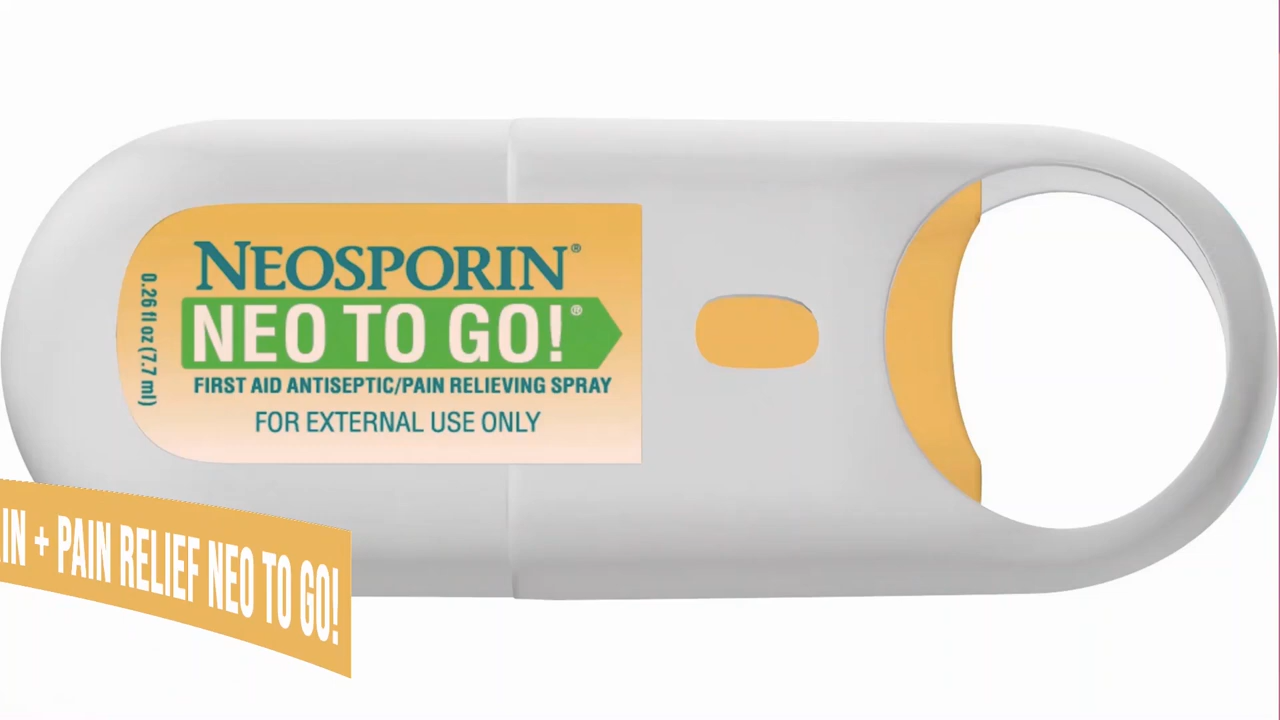 NEOSPORIN®
NEO TO GO!®
FIRST AID ANTISEPTIC/PAIN RELIEVING SPRAY
FOR EXTERNAL USE ONLY
0.26 fl oz (7.7 ml)
+ PAIN RELIEF NEO TO GO!